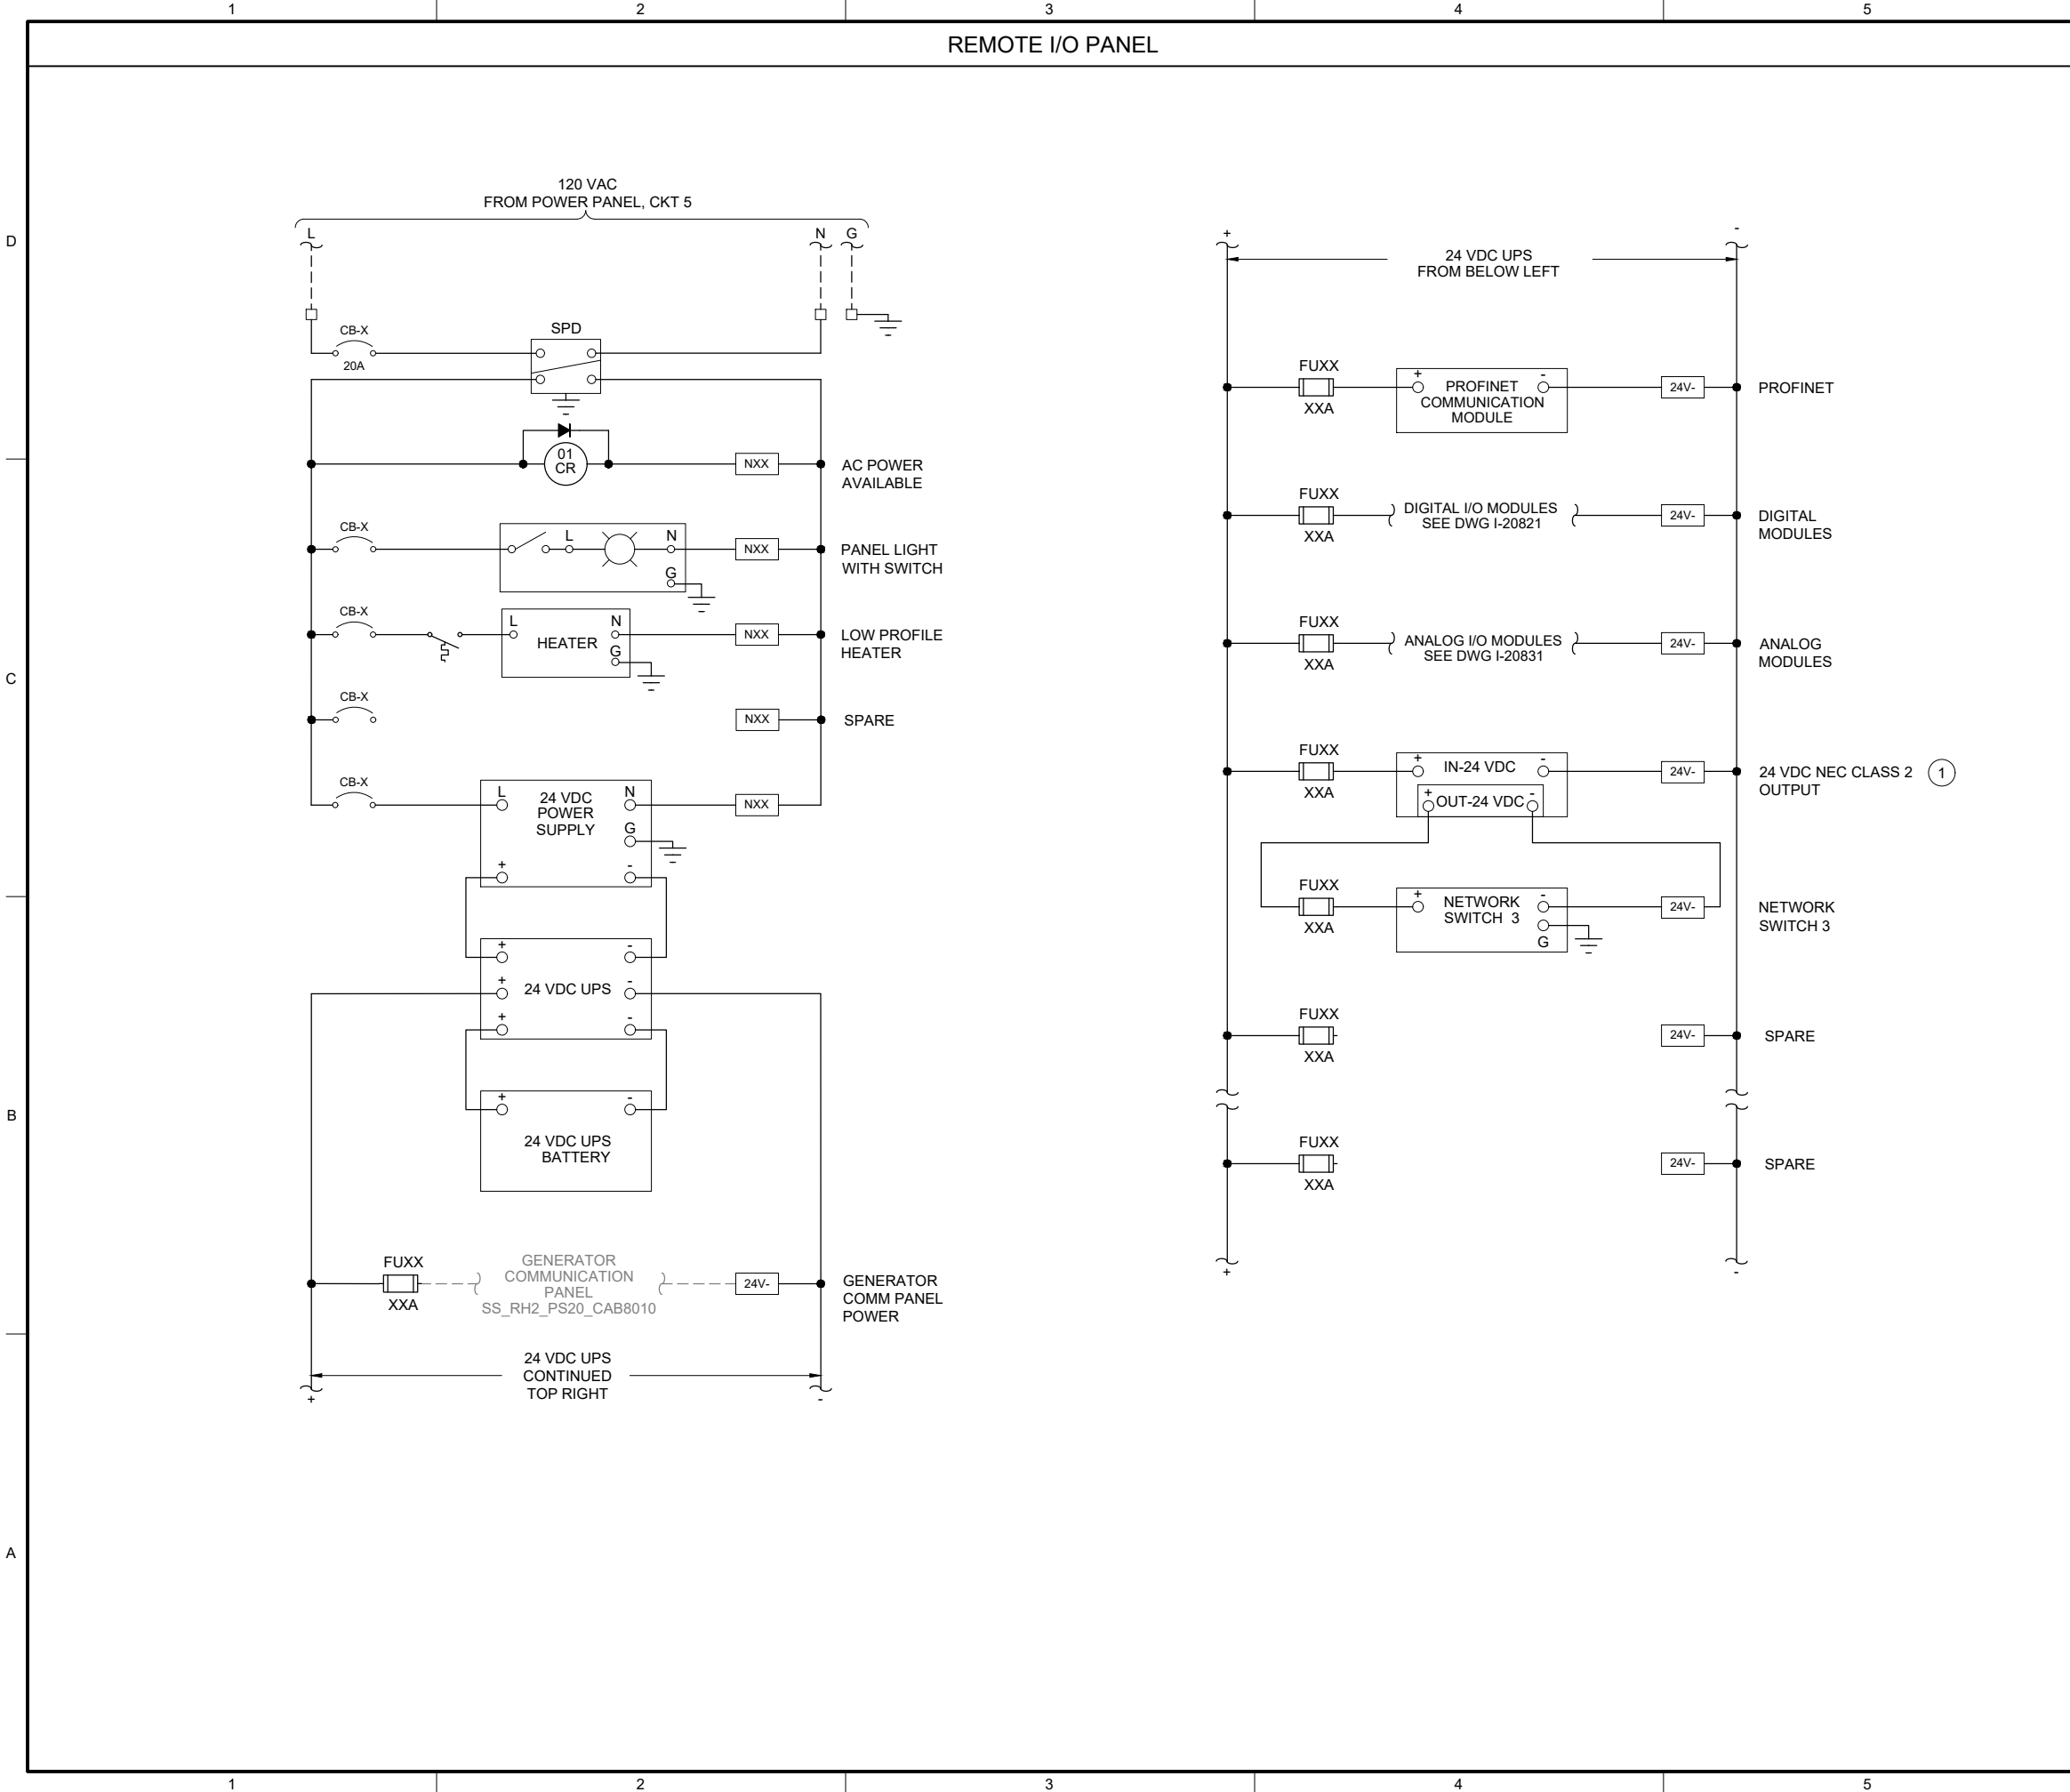 1 2 3 4 5
REMOTE I/O PANEL
D
C
B
A
120 VAC
FROM POWER PANEL, CKT 5
L N G
CB-X
20A
SPD
01
CR
NXX
AC POWER
AVAILABLE
CB-X
L N
G
NXX
PANEL LIGHT
WITH SWITCH
CB-X
L N
HEATER
G
NXX
LOW PROFILE
HEATER
CB-X
NXX
SPARE
CB-X
L N
24 VDC
POWER
SUPPLY
G
+ -
NXX
+ -
+ -
24 VDC UPS
+ -
+ -
24 VDC UPS
BATTERY
FUXX
XXA
GENERATOR
COMMUNICATION
PANEL
SS_RH2_PS20_CAB8010
24V-
GENERATOR
COMM PANEL
POWER
24 VDC UPS
CONTINUED
TOP RIGHT
+ -
+ -
24 VDC UPS
FROM BELOW LEFT
FUXX
XXA
+ -
PROFINET
COMMUNICATION
MODULE
24V-
PROFINET
FUXX
XXA
DIGITAL I/O MODULES
SEE DWG I-20821
24V-
DIGITAL
MODULES
FUXX
XXA
ANALOG I/O MODULES
SEE DWG I-20831
24V-
ANALOG
MODULES
FUXX
XXA
+ -
IN-24 VDC
+ -
OUT-24 VDC
24V-
24 VDC NEC CLASS 2 1
OUTPUT
FUXX
XXA
+ -
NETWORK
SWITCH 3
G
24V-
NETWORK
SWITCH 3
FUXX
XXA
24V-
SPARE
FUXX
XXA
24V-
SPARE
+ -
1 2 3 4 5